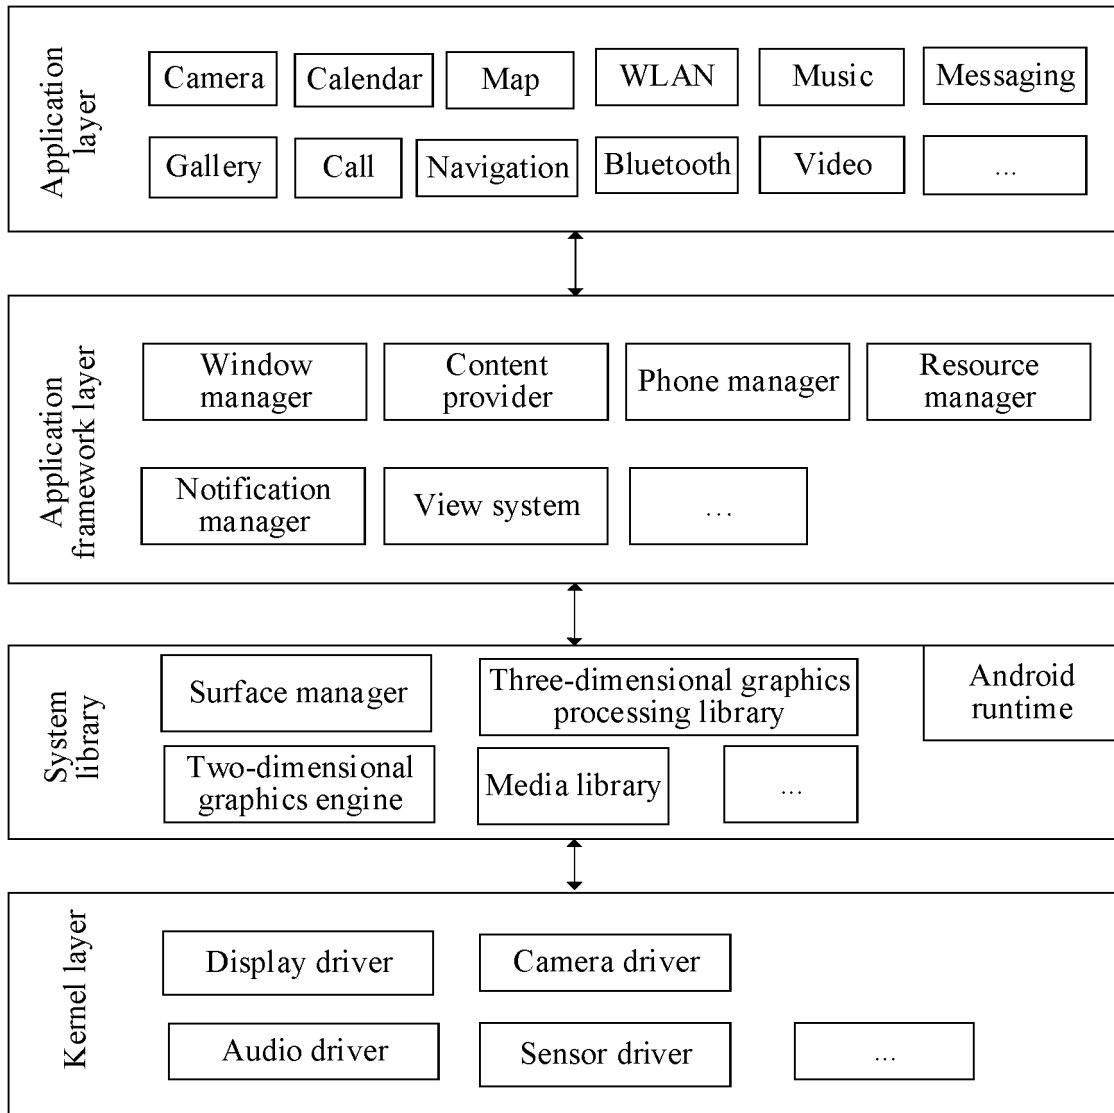 Application
layer
Camera
Calendar
Map
WLAN
Music
Messaging
Gallery
Call
Navigation
Bluetooth
Video
...
Application
framework layer
Window
manager
Content
provider
Phone manager
Resource
manager
Notification
manager
View system
...
System
library
Surface manager
Three-dimensional graphics
processing library
Android
runtime
Two-dimensional
graphics engine
Media library
...
Kernel layer
Display driver
Camera driver
Audio driver
Sensor driver
...